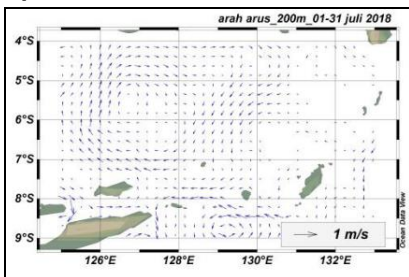 arah arus_200m_01-31 juli 2018
4°S
5°S
6°S
7°S
8°S
9°S
126°E
128°E
130°E
132°E
1 m/s
Ocean Data View